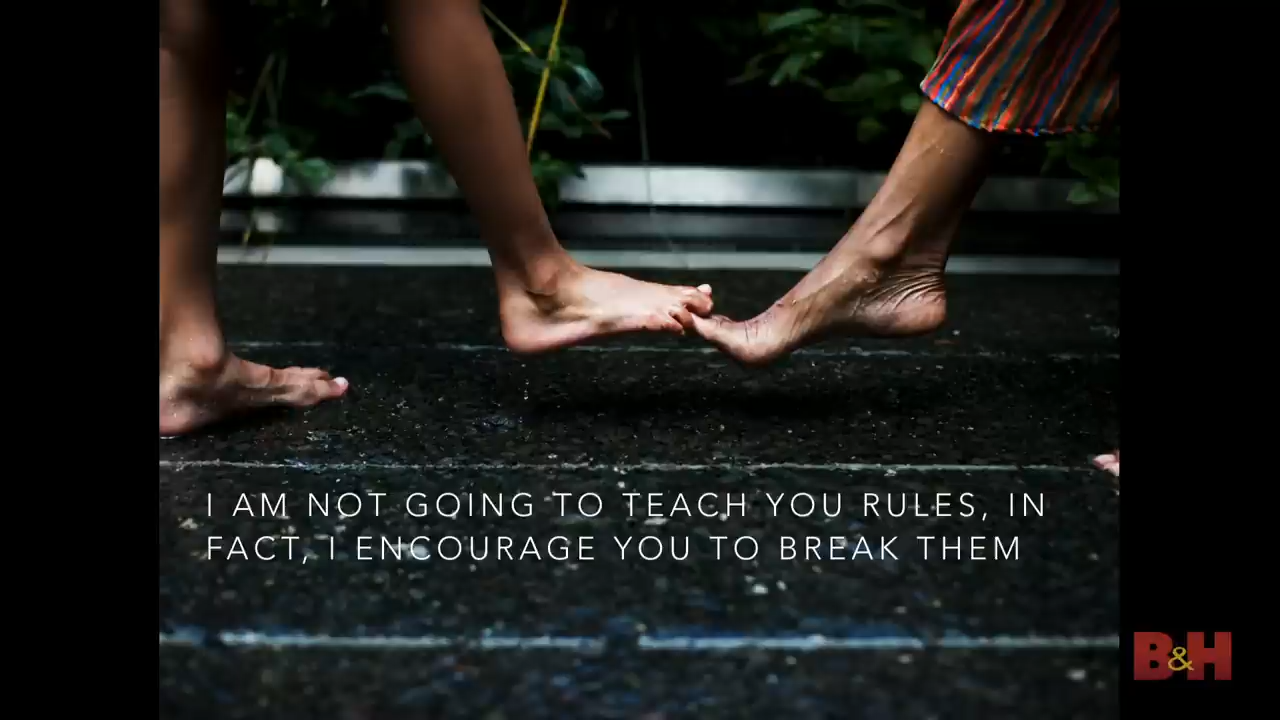 I AM NOT GOING TO TEACH YOU RULES, IN
FACT, I ENCOURAGE YOU TO BREAK THEM
B&H